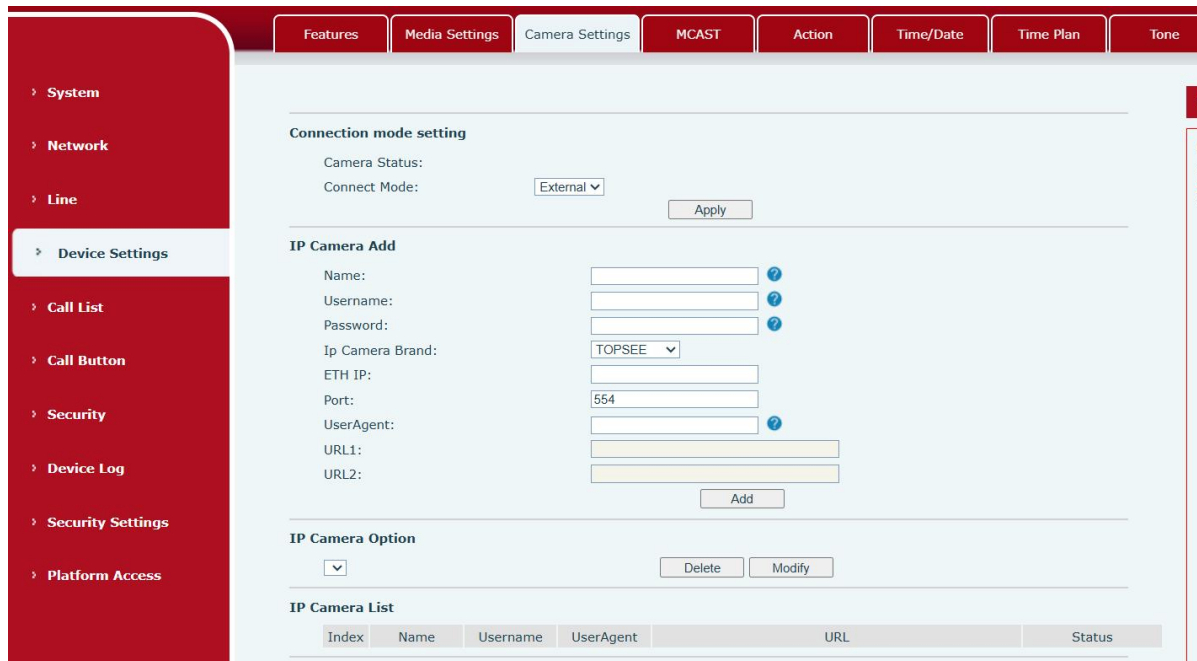 Features Media Settings Camera Settings MCAST Action Time/Date Time Plan Tone
System
Network
Line
Device Settings
Call List
Call Button
Security
Device Log
Security Settings
Platform Access
Connection mode setting
Camera Status:
Connect Mode: External
Apply
IP Camera Add
Name:
Username:
Password:
Ip Camera Brand: TOPSEE
ETH IP:
Port: 554
UserAgent:
URL1:
URL2:
Add
IP Camera Option
Delete Modify
IP Camera List
Index Name Username UserAgent URL Status